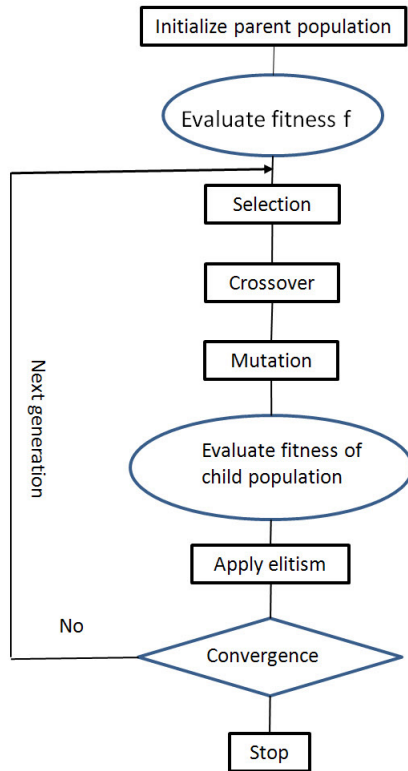 Initialize parent population
Evaluate fitness f
Selection
Crossover
Mutation
Next generation
Evaluate fitness of
child population
Apply elitism
No
Convergence
Stop